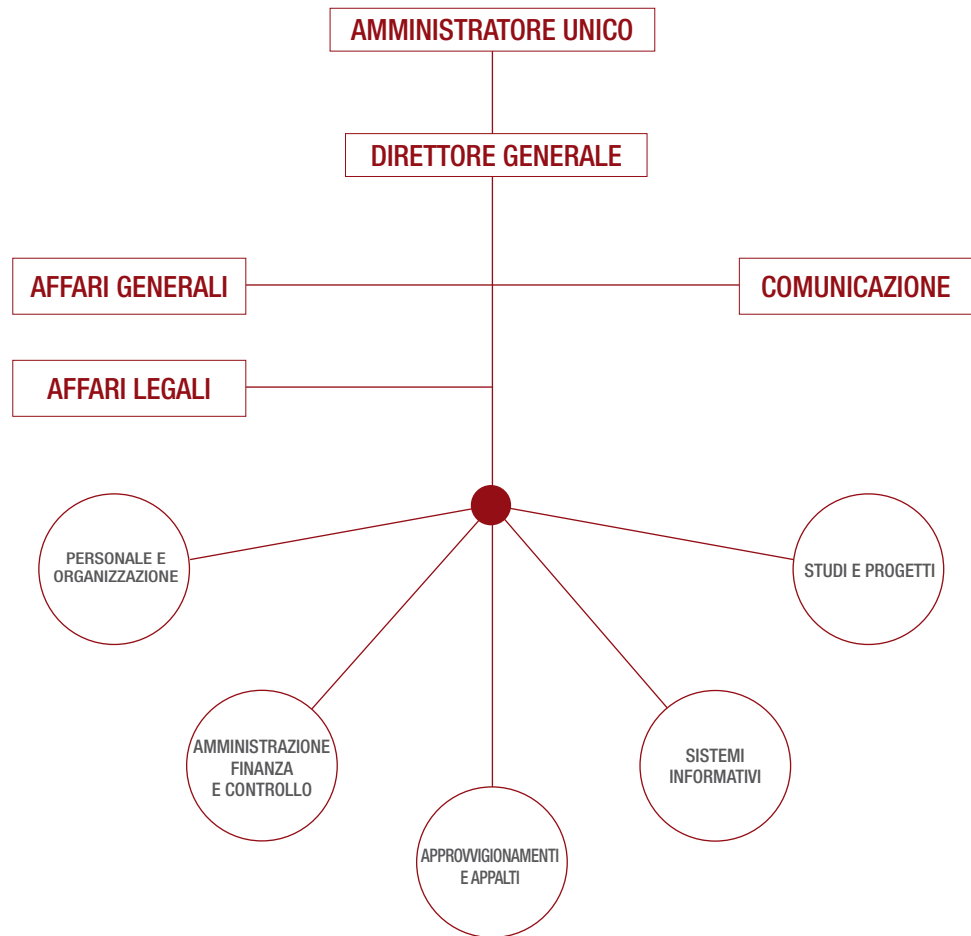 AMMINISTRATORE UNICO
DIRETTORE GENERALE
AFFARI GENERALI
COMUNICAZIONE
AFFARI LEGALI
PERSONALE E
ORGANIZZAZIONE
STUDI E PROGETTI
AMMINISTRAZIONE
FINANZA
E CONTROLLO
SISTEMI
INFORMATIVI
APPROVVIGIONAMENTI
E APPALTI